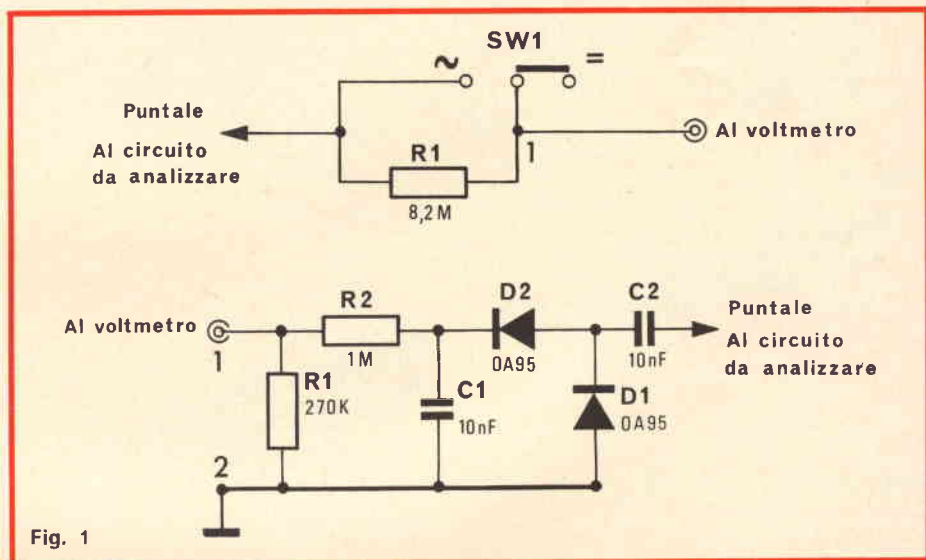 SW1
~
=
Puntale
Al circuito
da analizzare
R1
8,2M
1
Al voltmetro
Al voltmetro
1
R2
1M
D2
0A95
C2
10nF
Puntale
Al circuito
da analizzare
R1
270K
C1
10nF
D1
0A95
2
Fig. 1